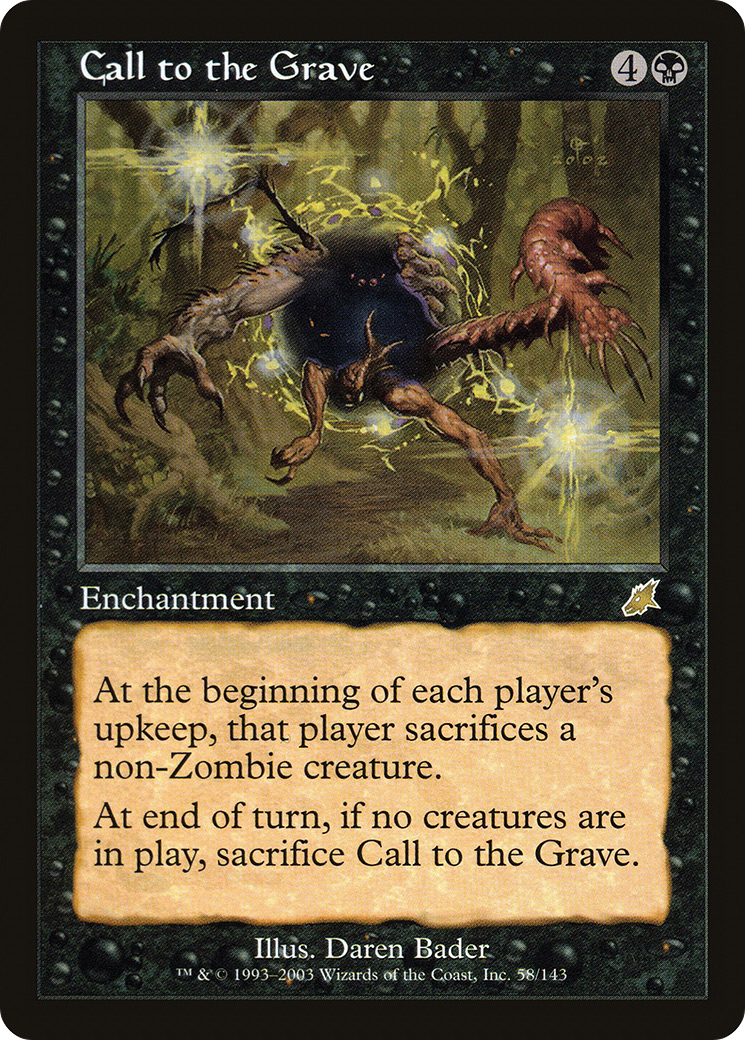 Call to the Grave 4
2002
Enchantment
At the beginning of each player's
upkeep, that player sacrifices a
non-Zombie creature.
At end of turn, if no creatures are
in play, sacrifice Call to the Grave.
Illus. Daren Bader
™ & © 1993–2003 Wizards of the Coast, Inc. 58/143